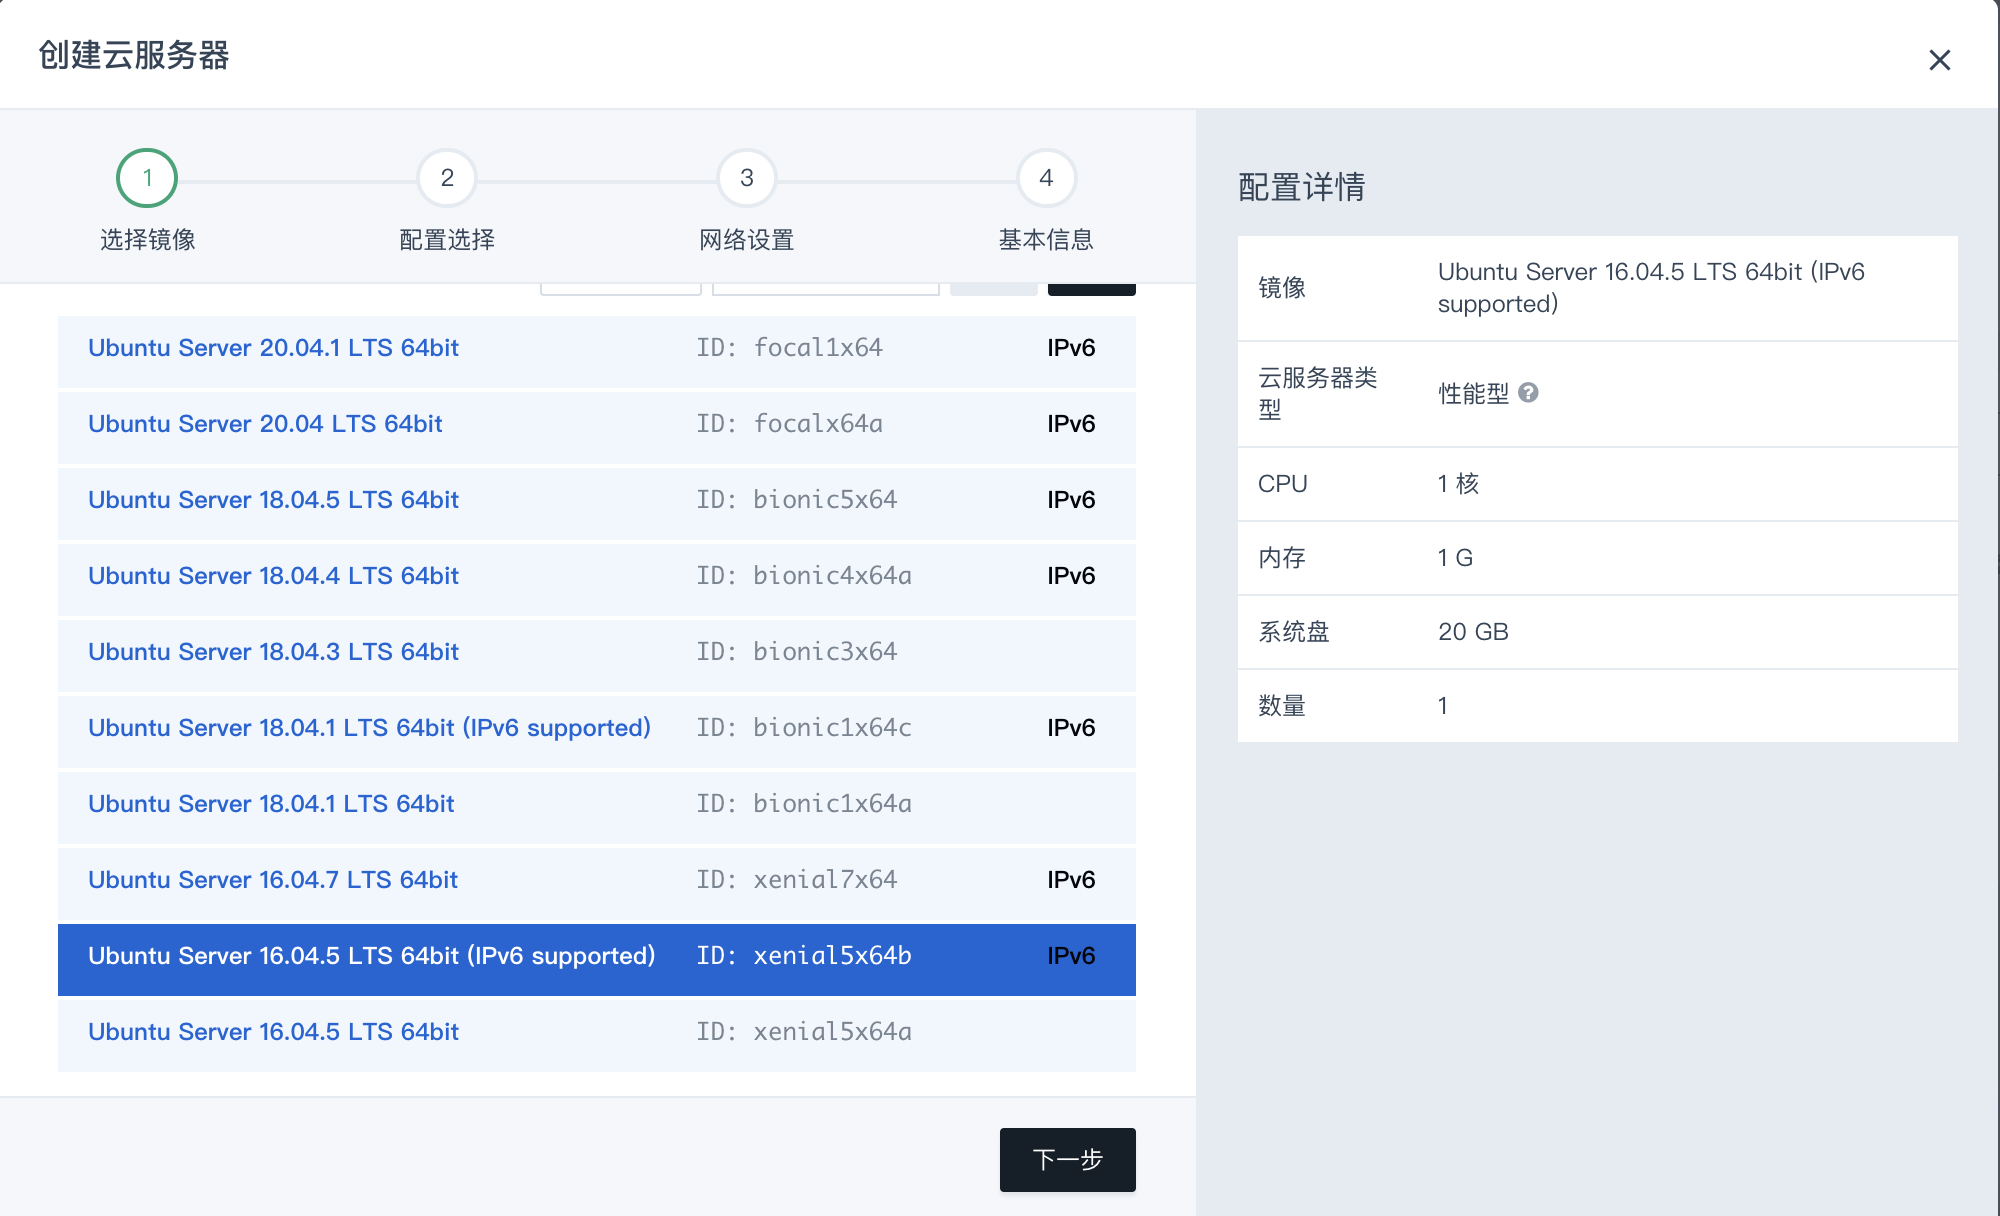 创建云服务器
1
2
3
4
选择镜像
配置选择
网络设置
基本信息
Ubuntu Server 20.04.1 LTS 64bit ID: focal1x64 IPv6
Ubuntu Server 20.04 LTS 64bit ID: focalx64a IPv6
Ubuntu Server 18.04.5 LTS 64bit ID: bionic5x64 IPv6
Ubuntu Server 18.04.4 LTS 64bit ID: bionic4x64a IPv6
Ubuntu Server 18.04.3 LTS 64bit ID: bionic3x64
Ubuntu Server 18.04.1 LTS 64bit (IPv6 supported) ID: bionic1x64c IPv6
Ubuntu Server 18.04.1 LTS 64bit ID: bionic1x64a
Ubuntu Server 16.04.7 LTS 64bit ID: xenial7x64 IPv6
Ubuntu Server 16.04.5 LTS 64bit (IPv6 supported) ID: xenial5x64b IPv6
Ubuntu Server 16.04.5 LTS 64bit ID: xenial5x64a
下一步
配置详情
镜像
Ubuntu Server 16.04.5 LTS 64bit (IPv6
supported)
云服务器类
型
性能型 ?
CPU 1 核
内存 1 G
系统盘 20 GB
数量 1